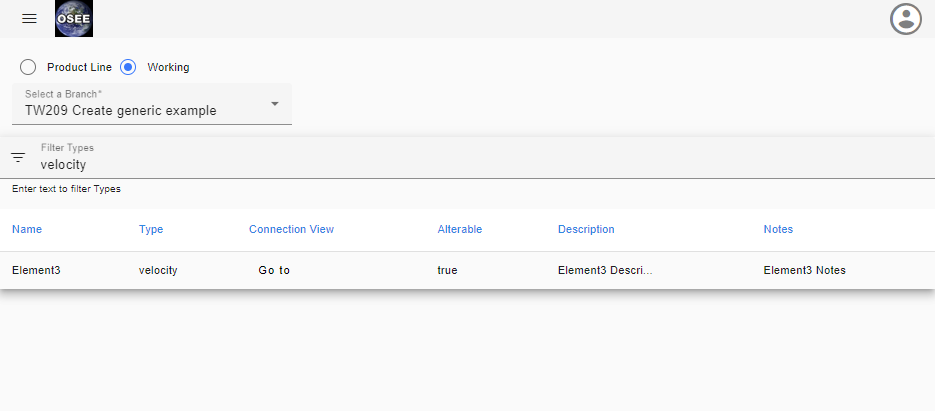 OSEE
Product Line Working
Select a Branch*
TW209 Create generic example
Filter Types
velocity
Enter text to filter Types
Name Type Connection View Alterable Description Notes
Element3 velocity Go to true Element3 Descri... Element3 Notes